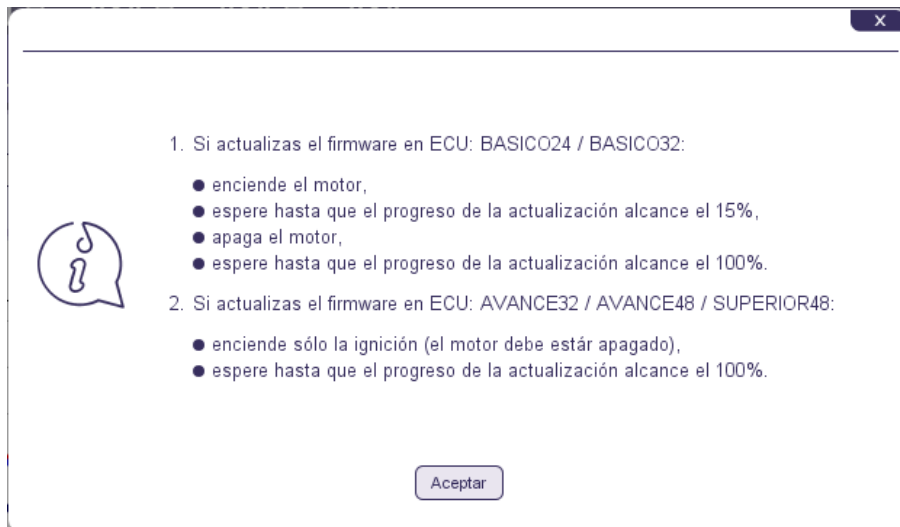 X
1. Si actualizas el firmware en ECU: BASICO24 / BASICO32:
● enciende el motor,
● espere hasta que el progreso de la actualización alcance el 15%,
● apaga el motor,
● espere hasta que el progreso de la actualización alcance el 100%.
2. Si actualizas el firmware en ECU: AVANCE32 / AVANCE48 / SUPERIOR48:
● enciende sólo la ignición (el motor debe estár apagado),
● espere hasta que el progreso de la actualización alcance el 100%.
Aceptar